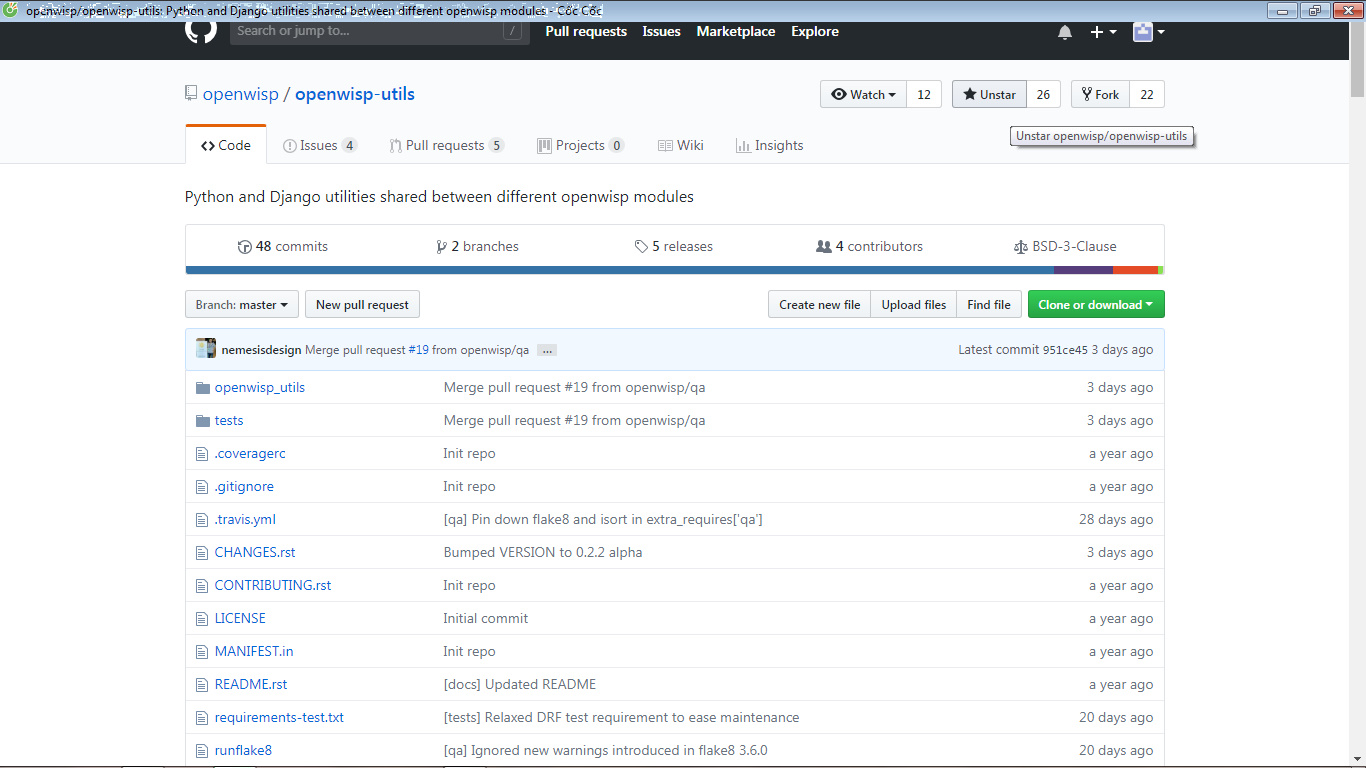 openwisp/openwisp-utils: Python and Django utilities shared between different openwisp modules - Cốc Cốc
Search or jump to... / Pull requests Issues Marketplace Explore
openwisp / openwisp-utils Watch 12 Unstar 26 Fork 22
Unstar openwisp/openwisp-utils
Code Issues 4 Pull requests 5 Projects 0 Wiki Insights
Python and Django utilities shared between different openwisp modules
48 commits 2 branches 5 releases 4 contributors BSD-3-Clause
Branch: master New pull request Create new file Upload files Find file Clone or download
nemesisdesign Merge pull request #19 from openwisp/qa ... Latest commit 951ce45 3 days ago
openwisp_utils Merge pull request #19 from openwisp/qa 3 days ago
tests Merge pull request #19 from openwisp/qa 3 days ago
.coveragerc Init repo a year ago
.gitignore Init repo a year ago
.travis.yml [qa] Pin down flake8 and isort in extra_requires['qa'] 28 days ago
CHANGES.rst Bumped VERSION to 0.2.2 alpha 3 days ago
CONTRIBUTING.rst Init repo a year ago
LICENSE Initial commit a year ago
MANIFEST.in Init repo a year ago
README.rst [docs] Updated README a year ago
requirements-test.txt [tests] Relaxed DRF test requirement to ease maintenance 20 days ago
runflake8 [qa] Ignored new warnings introduced in flake8 3.6.0 20 days ago